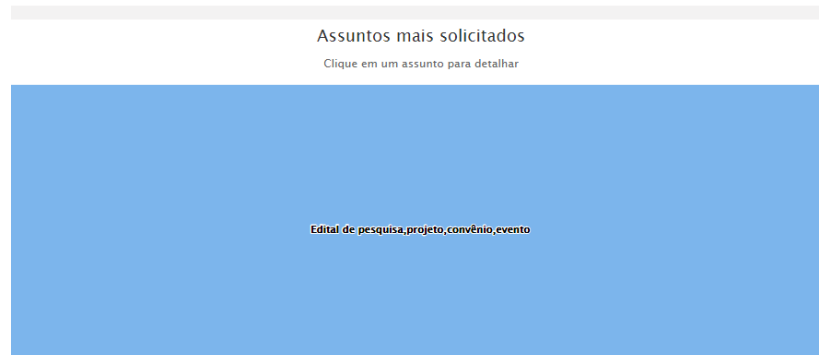 Assuntos mais solicitados
Clique em um assunto para detalhar
Edital de pesquisa,projeto,convênio,evento